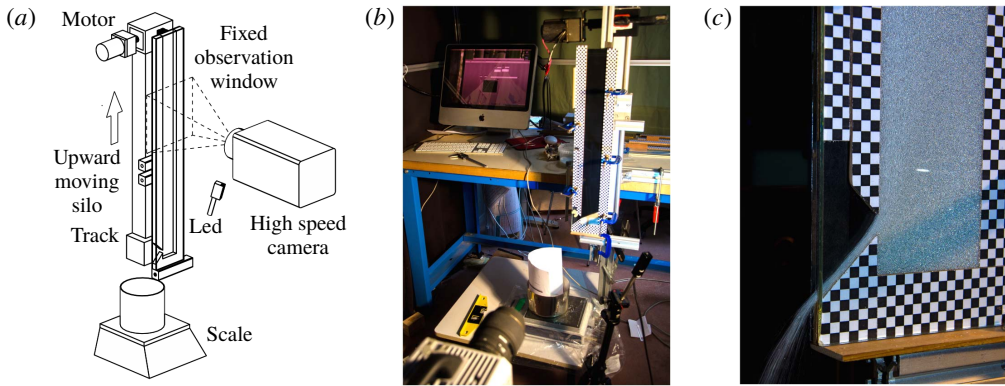 (a)
Motor
Fixed
observation
window
Upward
moving
silo
Track
Led
High speed
camera
Scale
(b)
(c)